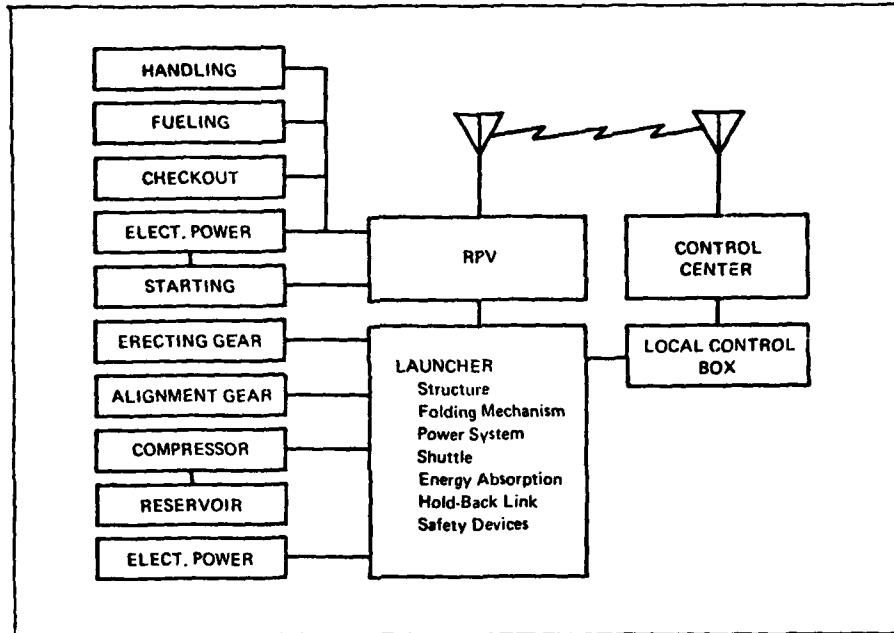 HANDLING
FUELING
CHECKOUT
ELECT. POWER
STARTING
ERECTING GEAR
ALIGNMENT GEAR
COMPRESSOR
RESERVOIR
ELECT. POWER
RPV
CONTROL
CENTER
LOCAL CONTROL
BOX
LAUNCHER
Structure
Folding Mechanism
Power System
Shuttle
Energy Absorption
Hold-Back Link
Safety Devices